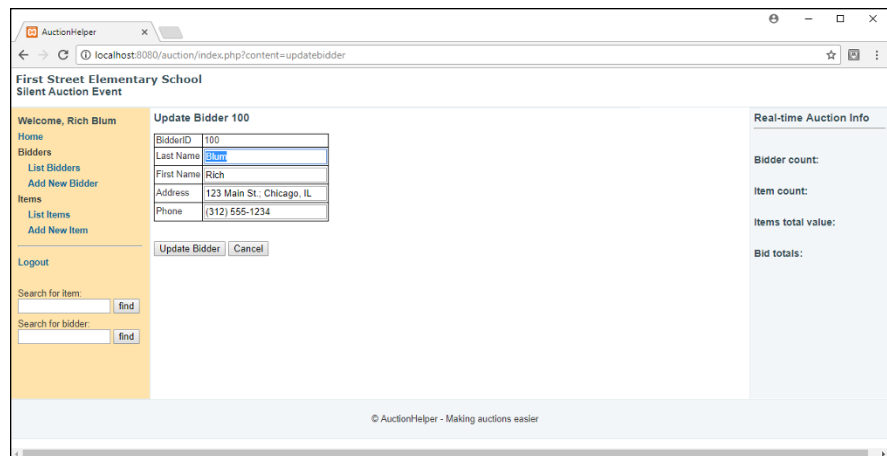 AuctionHelper
localhost:8080/auction/index.php?content=updatebidder
First Street Elementary School
Silent Auction Event
Welcome, Rich Blum
Home
Bidders
List Bidders
Add New Bidder
Items
List Items
Add New Item
Logout
Search for item:
find
Search for bidder:
find
Update Bidder 100
BidderID 100
Last Name Blum
First Name Rich
Address 123 Main St.; Chicago, IL
Phone (312) 555-1234
Update Bidder Cancel
Real-time Auction Info
Bidder count:
Item count:
Items total value:
Bid totals:
© AuctionHelper - Making auctions easier